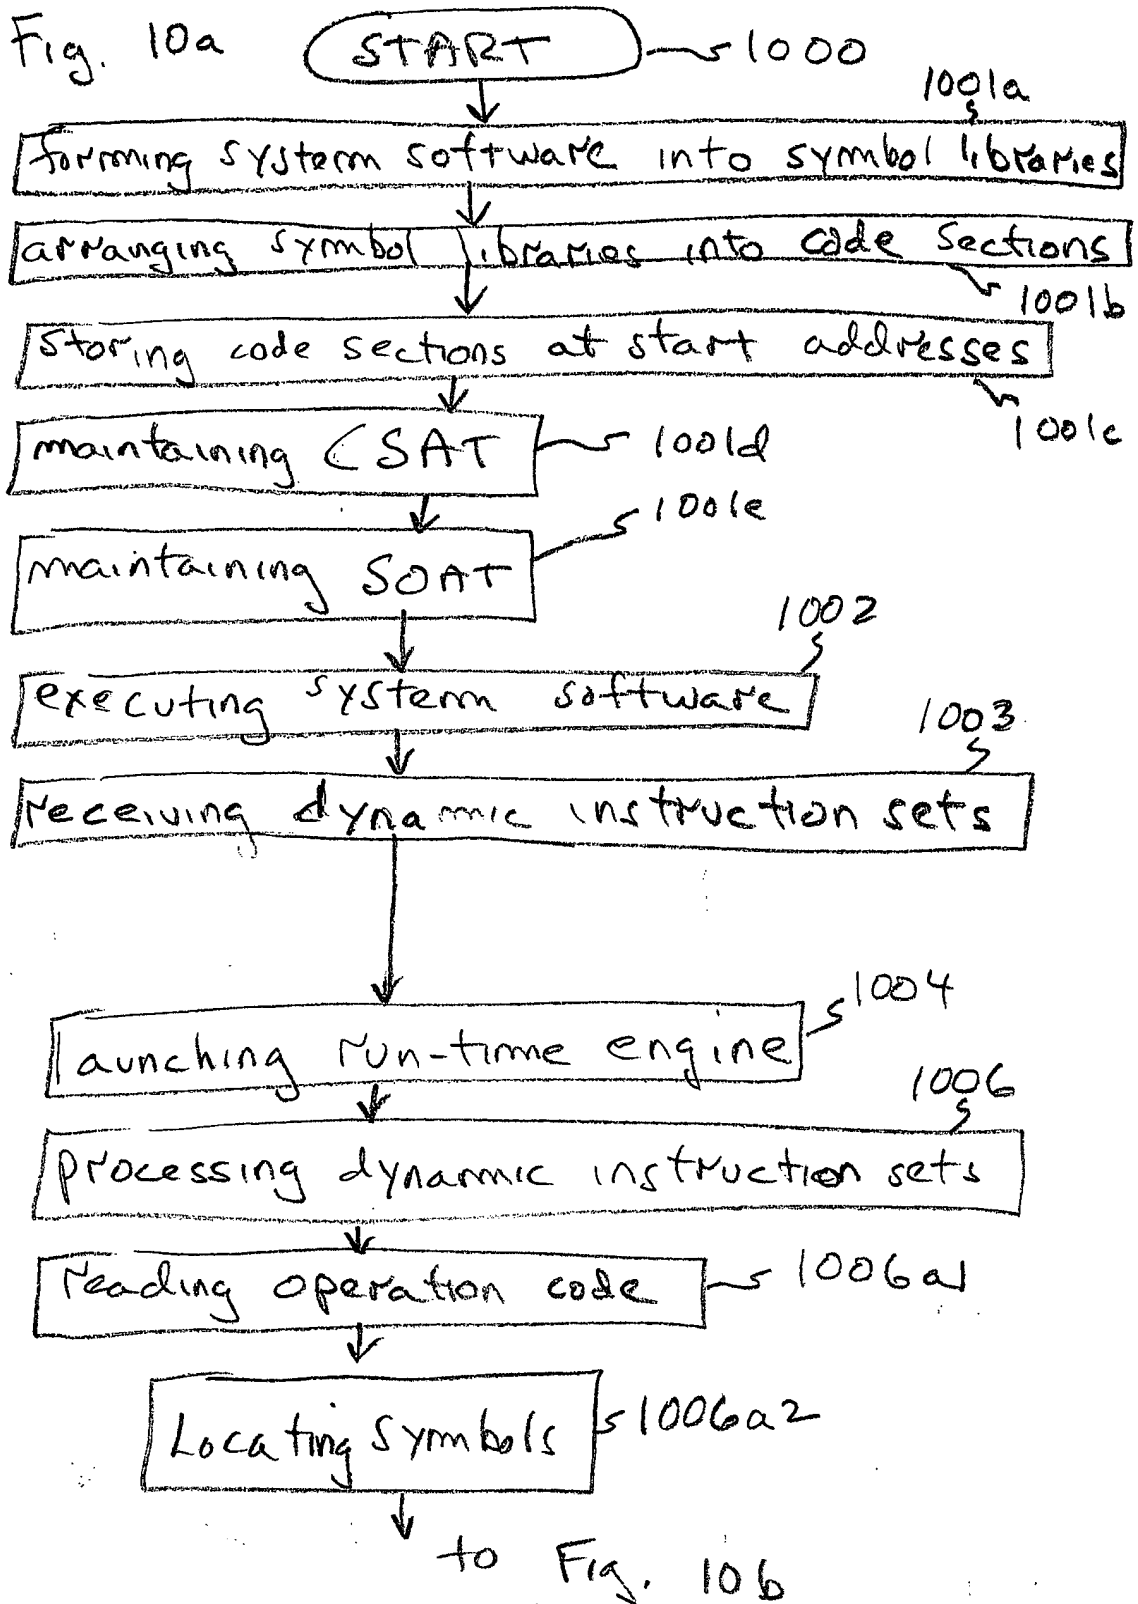 Fig. 10a START 1000
1001a
forming system software into symbol libraries
arranging symbol libraries into code sections
1001b
storing code sections at start addresses
1001c
maintaining CSAT 1001d
1001e
maintaining SOAT
1002
executing system software
1003
receiving dynamic instruction sets
1004
launching run-time engine
1006
processing dynamic instruction sets
reading operation code 1006a1
Locating symbols 1006a2
to Fig. 10b